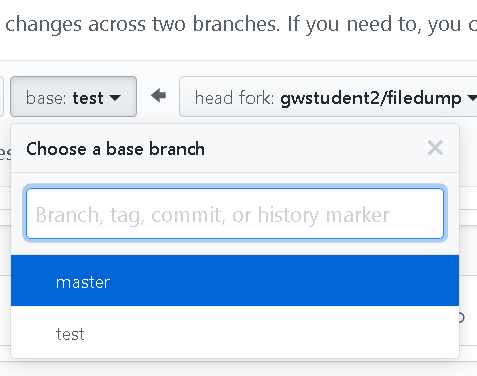 changes across two branches. If you need to, you
base: test
head fork: gwstudent2/filedump
Choose a base branch
Branch, tag, commit, or history marker
master
test